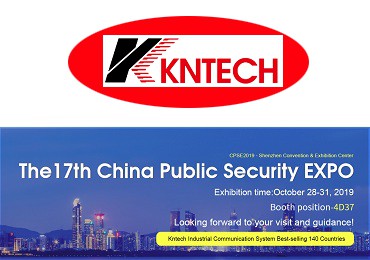 KNTECH
CPSE2019 - Shenzhen Convention & Exhibition Center
The17th China Public Security EXPO
Exhibition time:October 28-31, 2019
Booth position-4D37
Looking forward to your visit and guidance!
Kntech Industrial Communication System Best-selling 140 Countries